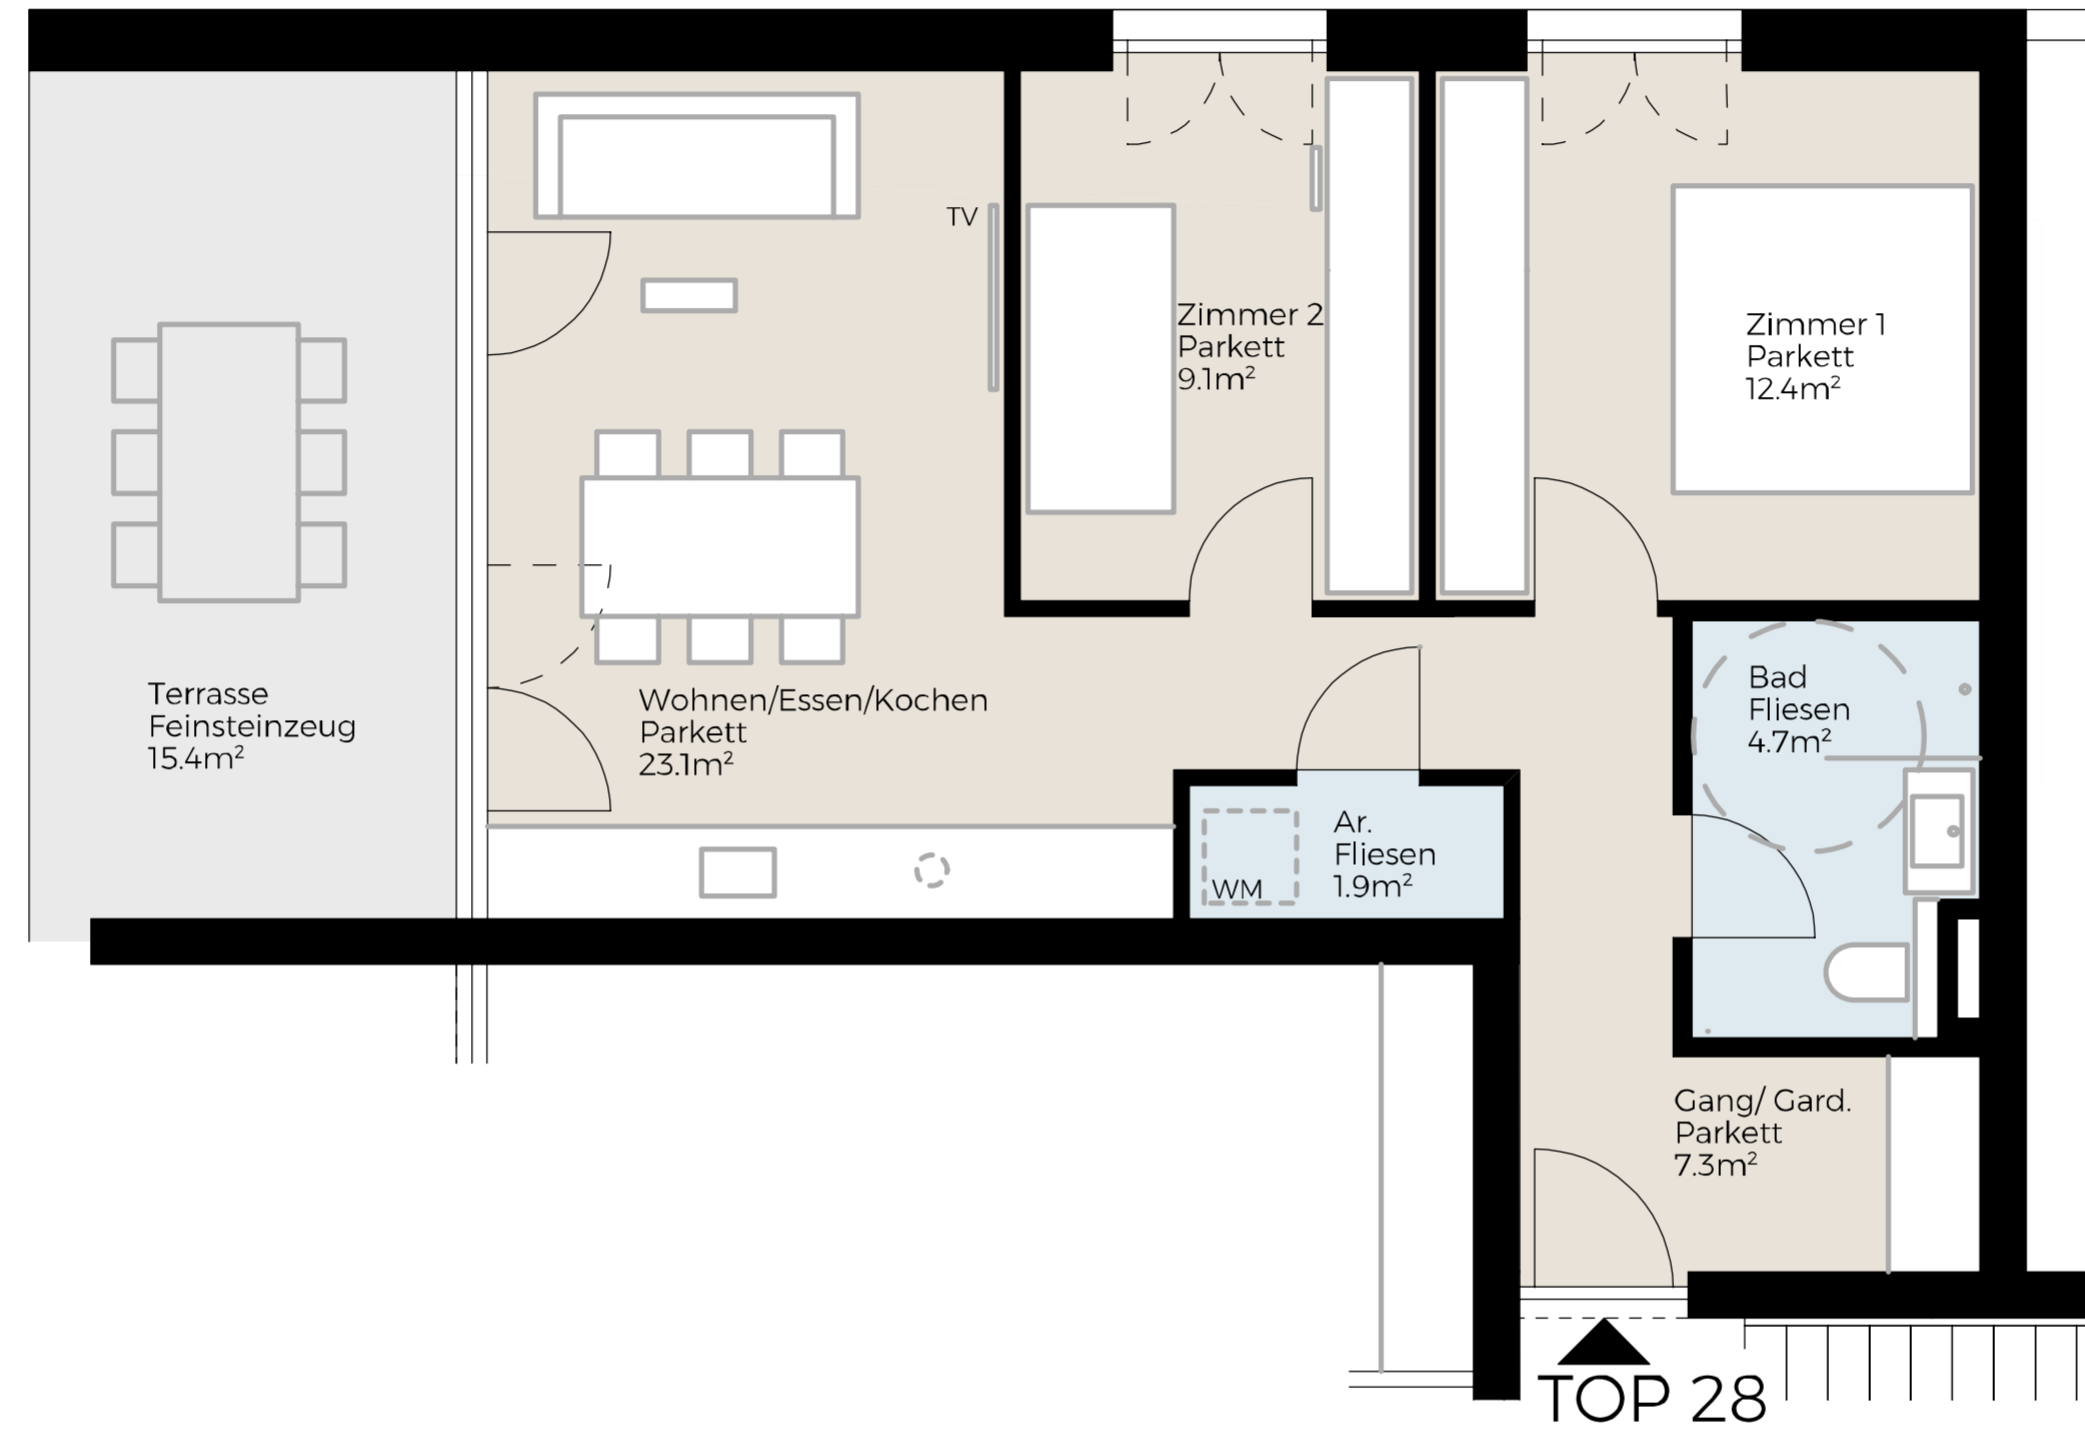 TV
Zimmer 2
Parkett
9.1m²
Zimmer 1
Parkett
12.4m²
Terrasse
Feinsteinzeug
15.4m²
Wohnen/Essen/Kochen
Parkett
23.1m²
Bad
Fliesen
4.7m²
Ar.
Fliesen
1.9m²
WM
Gang/ Gard.
Parkett
7.3m²
TOP 28